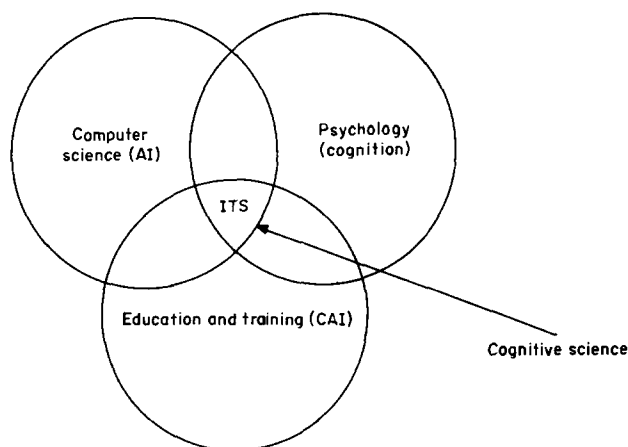 Computer
science (AI)
Psychology
(cognition)
ITS
Education and training (CAI)
Cognitive science